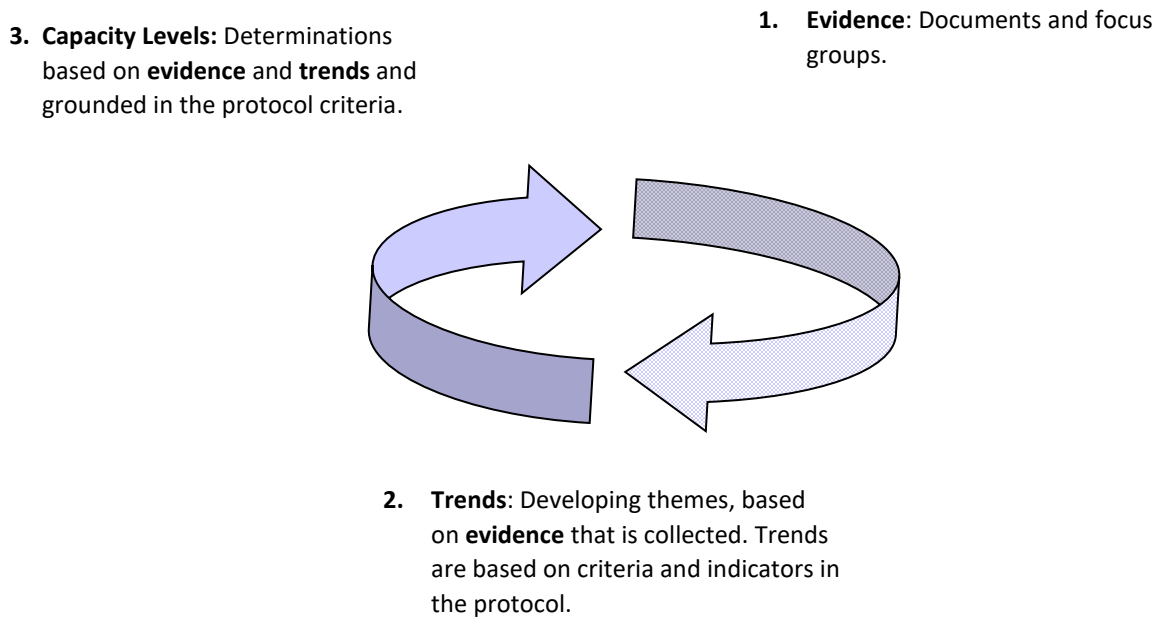 3. Capacity Levels: Determinations
based on evidence and trends and
grounded in the protocol criteria.
1. Evidence: Documents and focus
groups.
2. Trends: Developing themes, based
on evidence that is collected. Trends
are based on criteria and indicators in
the protocol.